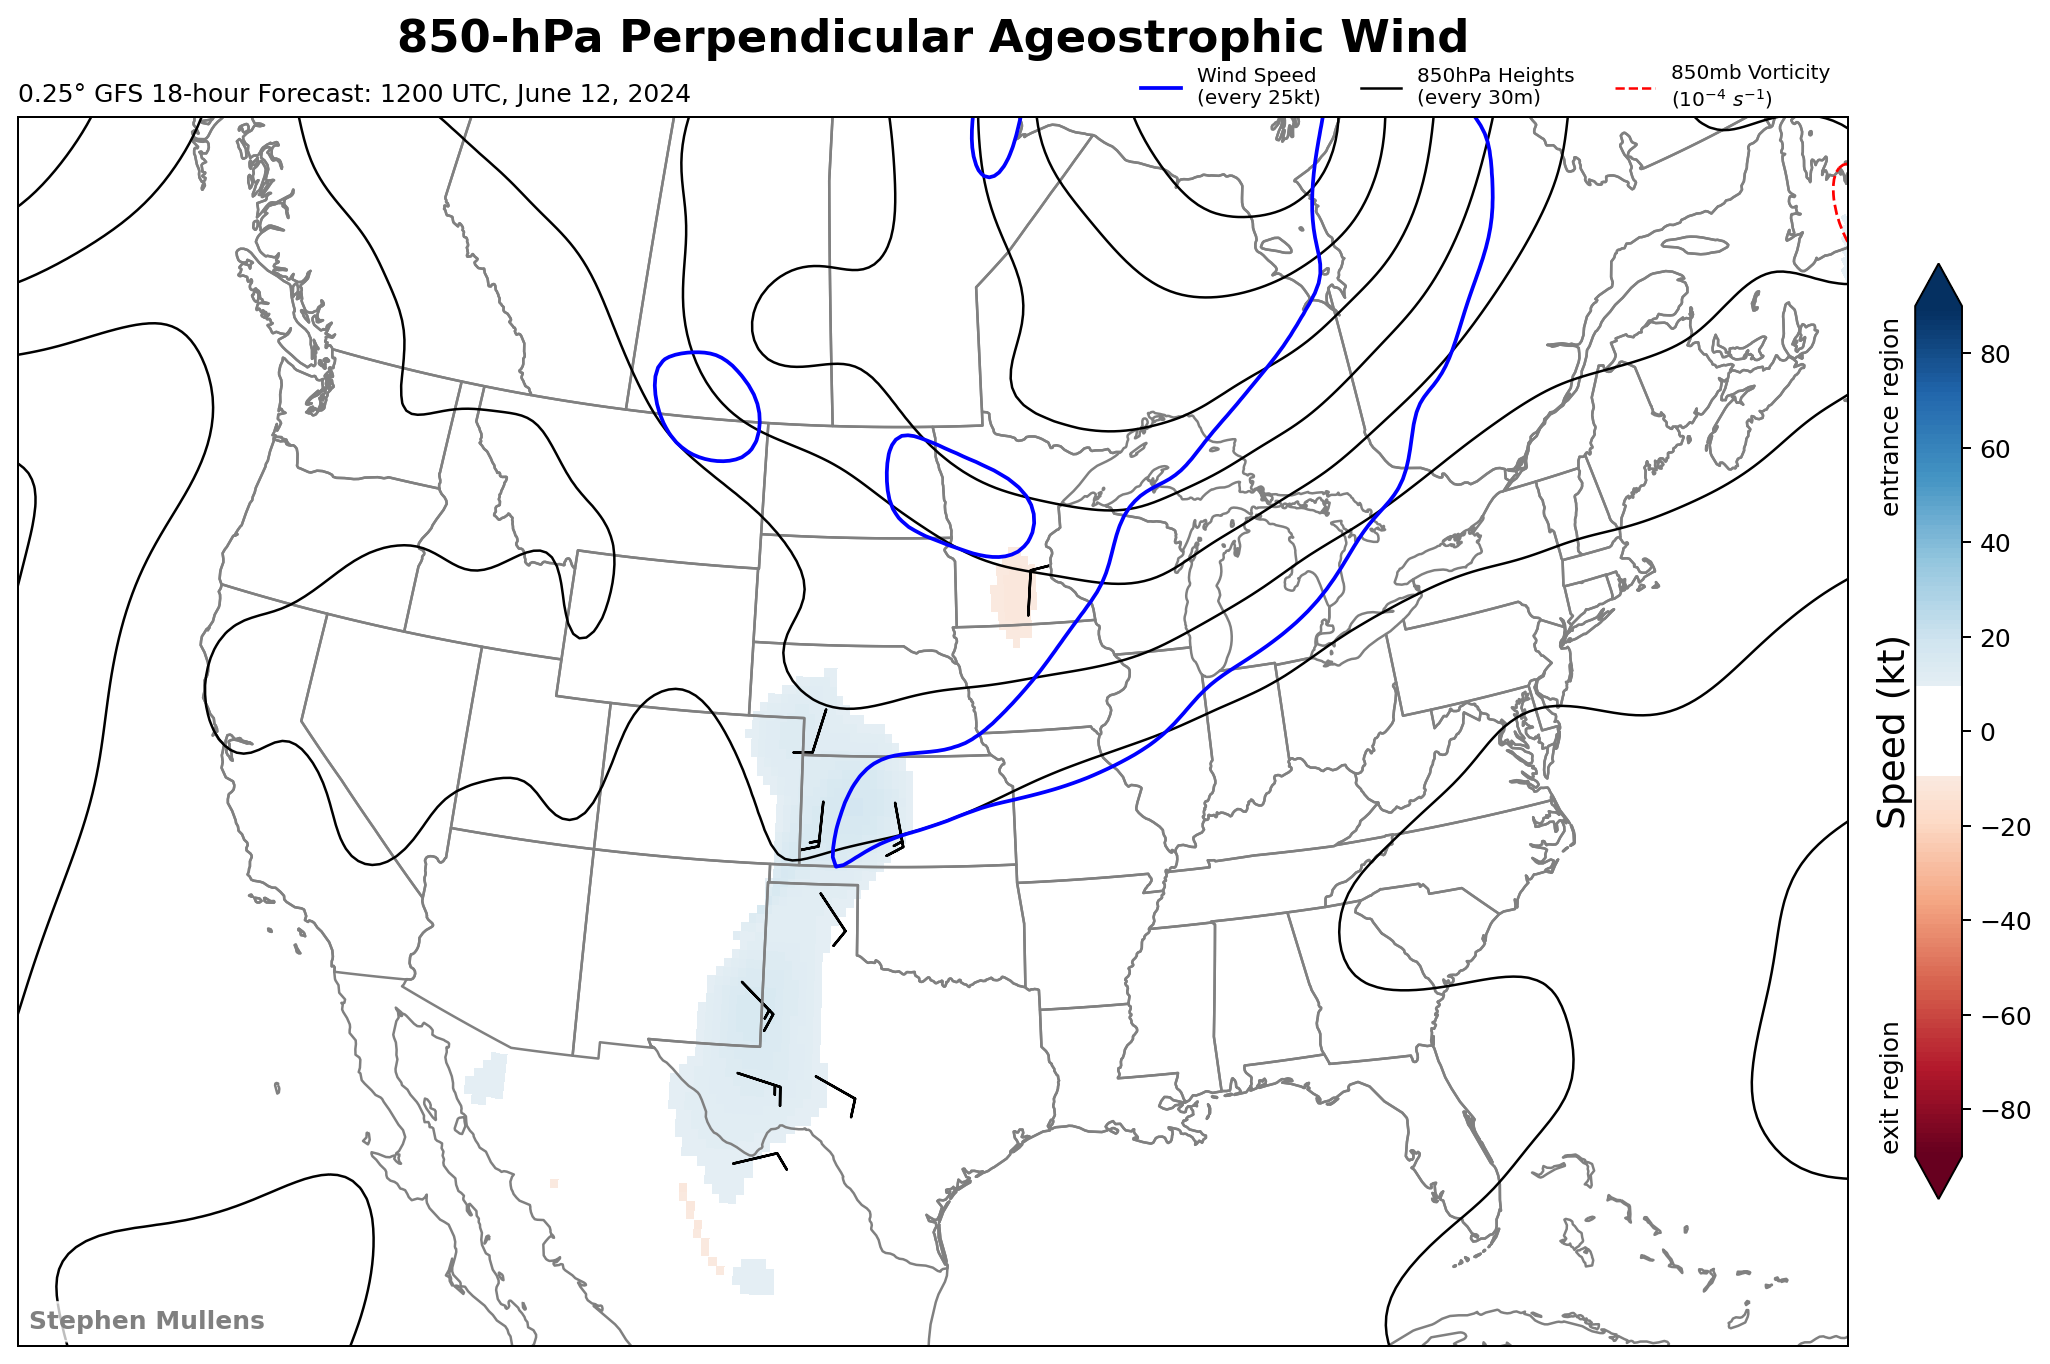 850-hPa Perpendicular Ageostrophic Wind
0.25° GFS 18-hour Forecast: 1200 UTC, June 12, 2024
Wind Speed
(every 25kt)
850hPa Heights
(every 30m)
850mb Vorticity
(10⁻⁴ s⁻¹)
entrance region
Speed (kt)
exit region
80
60
40
20
0
−20
−40
−60
−80
Stephen Mullens